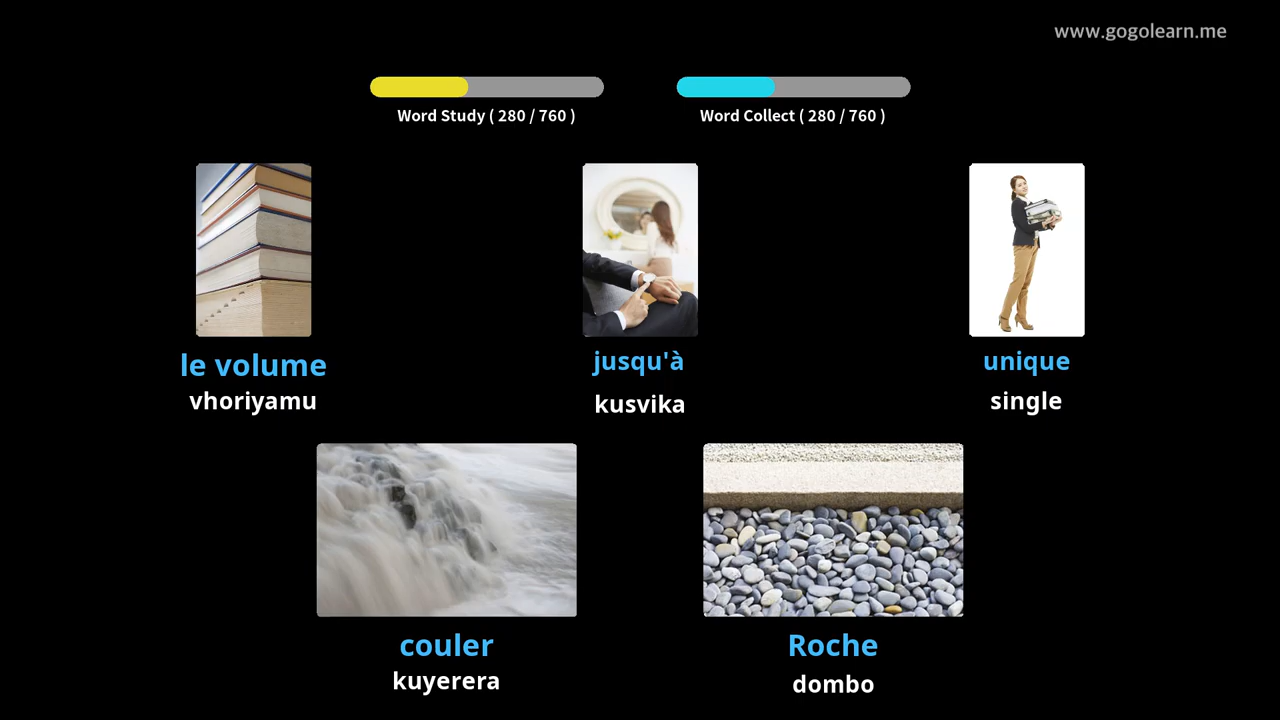 www.gogolearn.me
Word Study ( 280 / 760 )
Word Collect ( 280 / 760 )
le volume
vhoriyamu
jusqu'à
kusvika
unique
single
couler
kuyerera
Roche
dombo